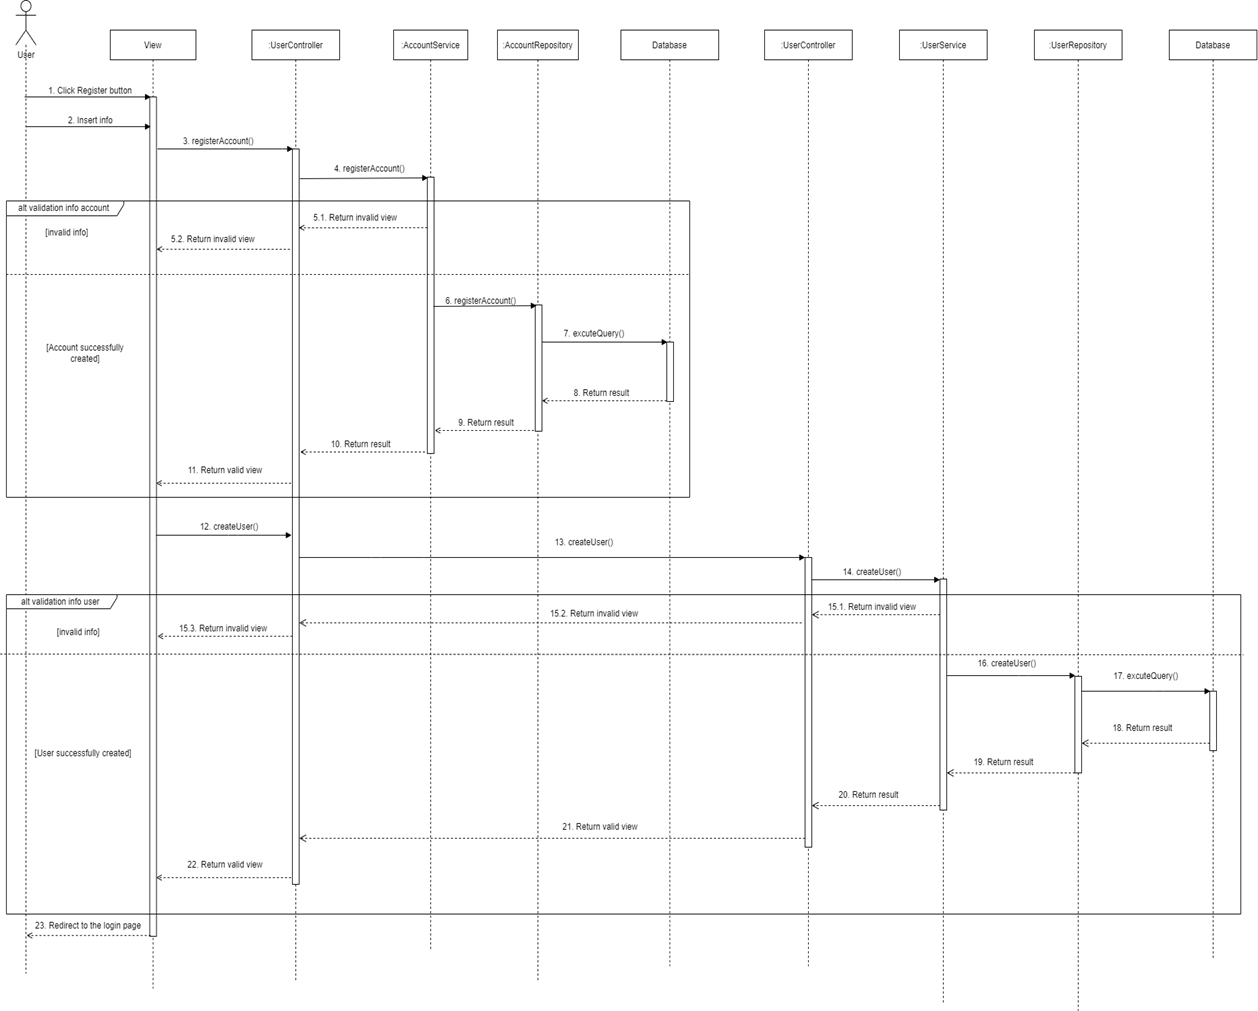 User
View
:UserController
:AccountService
:AccountRepository
Database
:UserController
:UserService
:UserRepository
Database
1. Click Register button
2. Insert info
3. registerAccount()
4. registerAccount()
alt validation info account
[invalid info]
5.1. Return invalid view
5.2. Return invalid view
6. registerAccount()
7. excuteQuery()
[Account successfully
created]
8. Return result
9. Return result
10. Return result
11. Return valid view
12. createUser()
13. createUser()
14. createUser()
alt validation info user
[invalid info]
15.1. Return invalid view
15.2. Return invalid view
15.3. Return invalid view
16. createUser()
17. excuteQuery()
18. Return result
[User successfully created]
19. Return result
20. Return result
21. Return valid view
22. Return valid view
23. Redirect to the login page